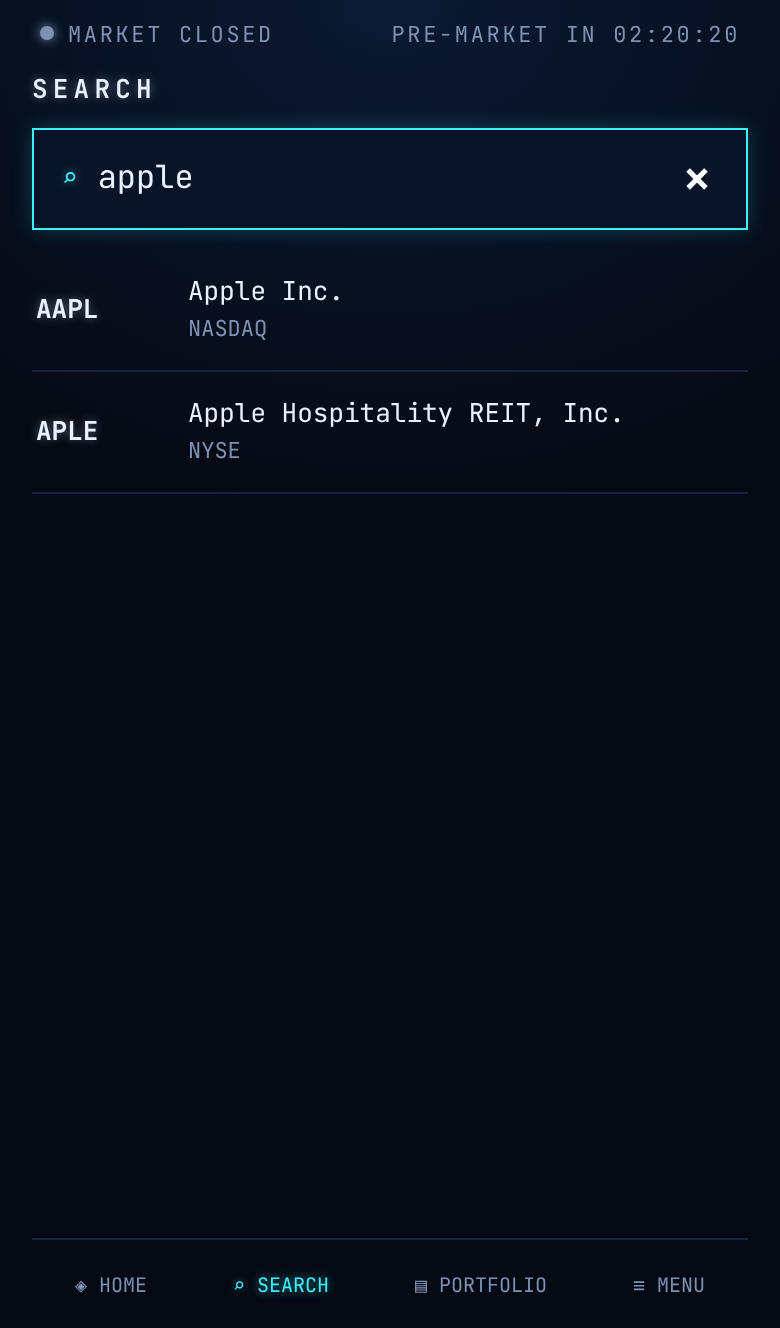 MARKET CLOSED PRE-MARKET IN 02:20:20
SEARCH
apple
AAPL
Apple Inc.
NASDAQ
APLE
Apple Hospitality REIT, Inc.
NYSE
HOME SEARCH PORTFOLIO MENU